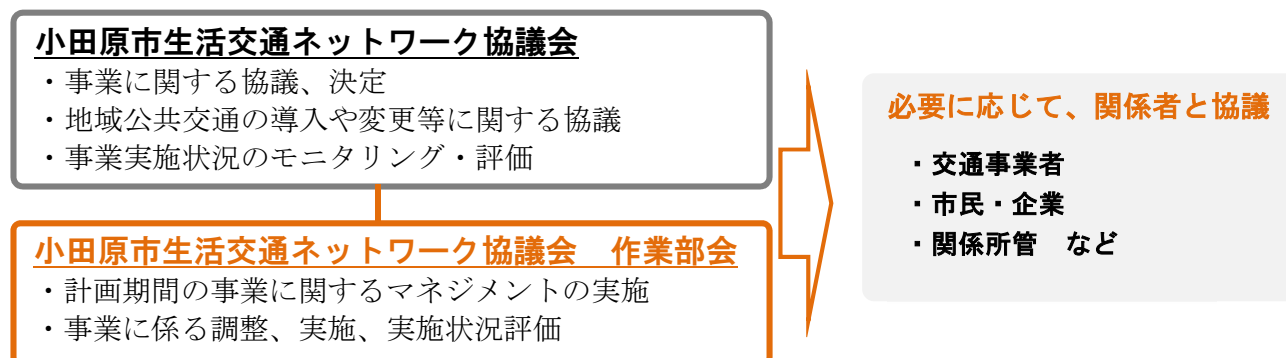 小田原市生活交通ネットワーク協議会
・事業に関する協議、決定
・地域公共交通の導入や変更等に関する協議
・事業実施状況のモニタリング・評価
小田原市生活交通ネットワーク協議会　作業部会
・計画期間の事業に関するマネジメントの実施
・事業に係る調整、実施、実施状況評価
必要に応じて、関係者と協議
・交通事業者
・市民・企業
・関係所管　など